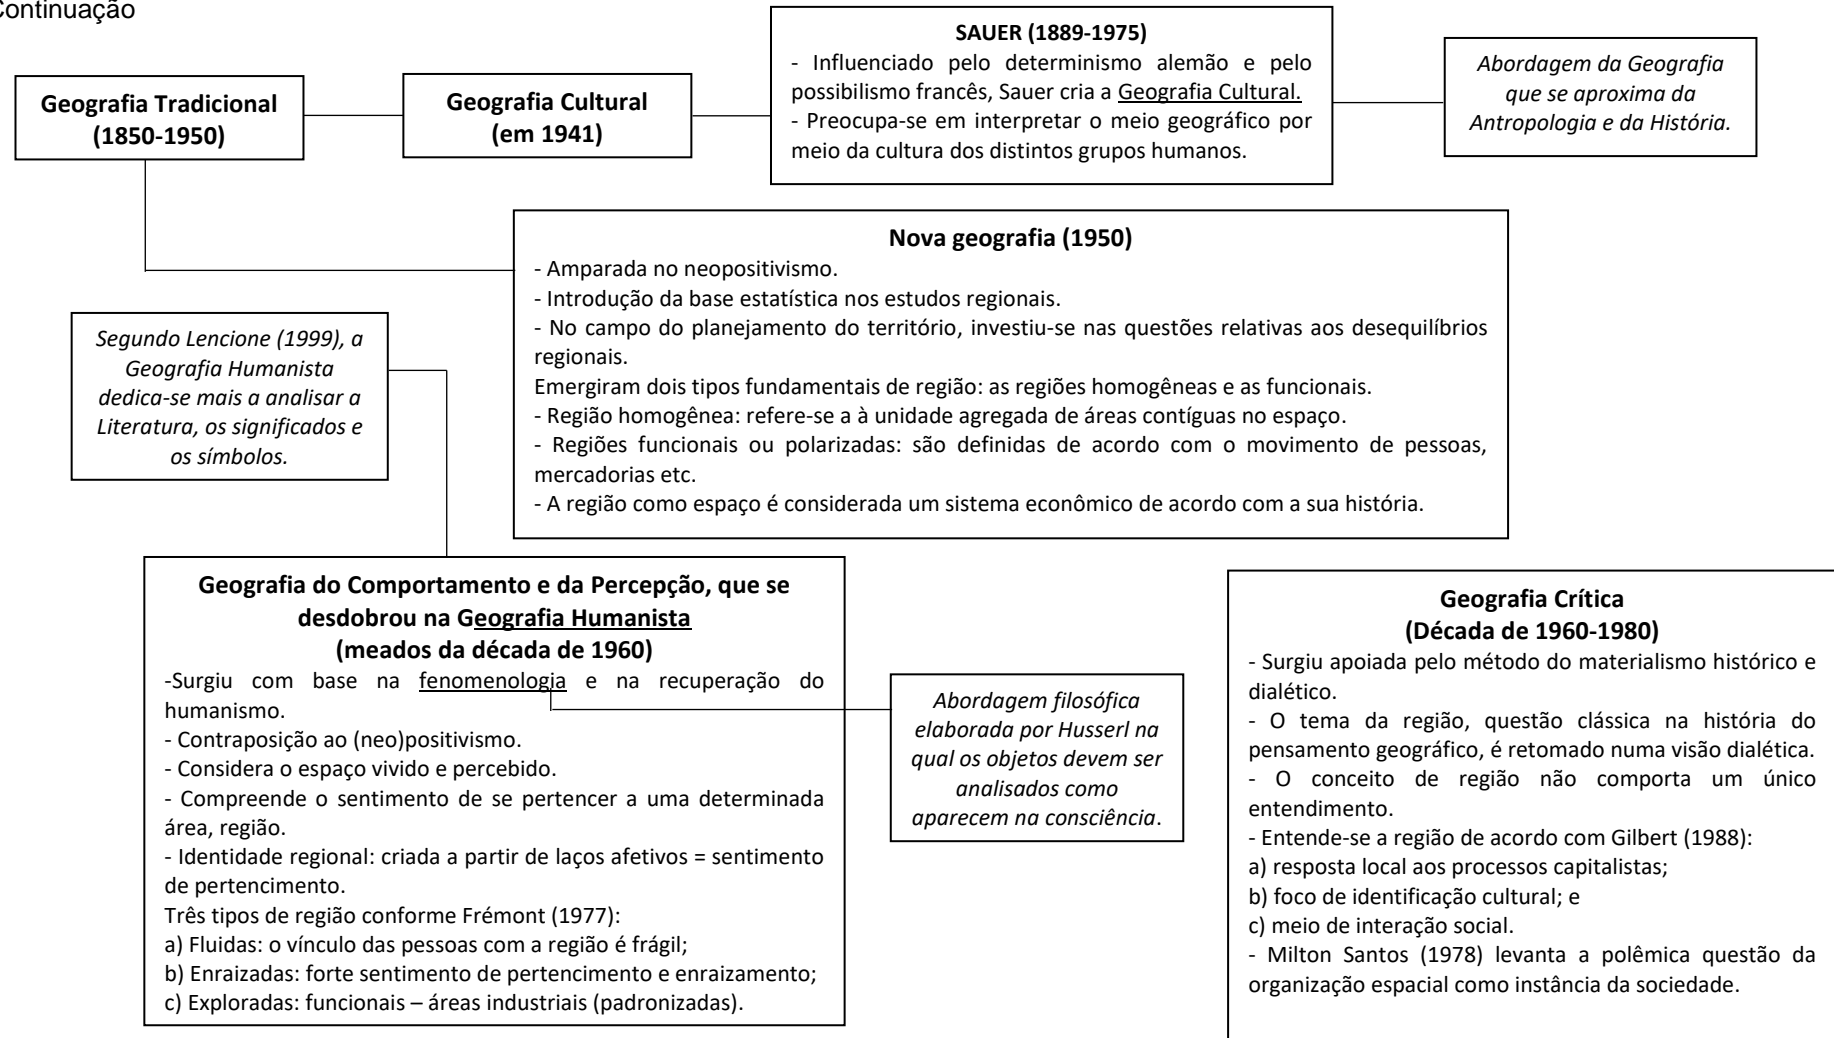 Continuação
Geografia Tradicional
(1850-1950)
Geografia Cultural
(em 1941)
SAUER (1889-1975)
- Influenciado pelo determinismo alemão e pelo
possibilismo francês, Sauer cria a Geografia Cultural.
- Preocupa-se em interpretar o meio geográfico por
meio da cultura dos distintos grupos humanos.
Abordagem da Geografia
que se aproxima da
Antropologia e da História.
Nova geografia (1950)
- Amparada no neopositivismo.
- Introdução da base estatística nos estudos regionais.
- No campo do planejamento do território, investiu-se nas questões relativas aos desequilíbrios
regionais.
Emergiram dois tipos fundamentais de região: as regiões homogêneas e as funcionais.
- Região homogênea: refere-se a à unidade agregada de áreas contíguas no espaço.
- Regiões funcionais ou polarizadas: são definidas de acordo com o movimento de pessoas,
mercadorias etc.
- A região como espaço é considerada um sistema econômico de acordo com a sua história.
Segundo Lencione (1999), a
Geografia Humanista
dedica-se mais a analisar a
Literatura, os significados e
os símbolos.
Geografia do Comportamento e da Percepção, que se
desdobrou na Geografia Humanista
(meados da década de 1960)
-Surgiu com base na fenomenologia e na recuperação do
humanismo.
- Contraposição ao (neo)positivismo.
- Considera o espaço vivido e percebido.
- Compreende o sentimento de se pertencer a uma determinada
área, região.
- Identidade regional: criada a partir de laços afetivos = sentimento
de pertencimento.
Três tipos de região conforme Frémont (1977):
a) Fluidas: o vínculo das pessoas com a região é frágil;
b) Enraizadas: forte sentimento de pertencimento e enraizamento;
c) Exploradas: funcionais – áreas industriais (padronizadas).
Abordagem filosófica
elaborada por Husserl na
qual os objetos devem ser
analisados como
aparecem na consciência.
Geografia Crítica
(Década de 1960-1980)
- Surgiu apoiada pelo método do materialismo histórico e
dialético.
- O tema da região, questão clássica na história do
pensamento geográfico, é retomado numa visão dialética.
- O conceito de região não comporta um único
entendimento.
- Entende-se a região de acordo com Gilbert (1988):
a) resposta local aos processos capitalistas;
b) foco de identificação cultural; e
c) meio de interação social.
- Milton Santos (1978) levanta a polêmica questão da
organização espacial como instância da sociedade.